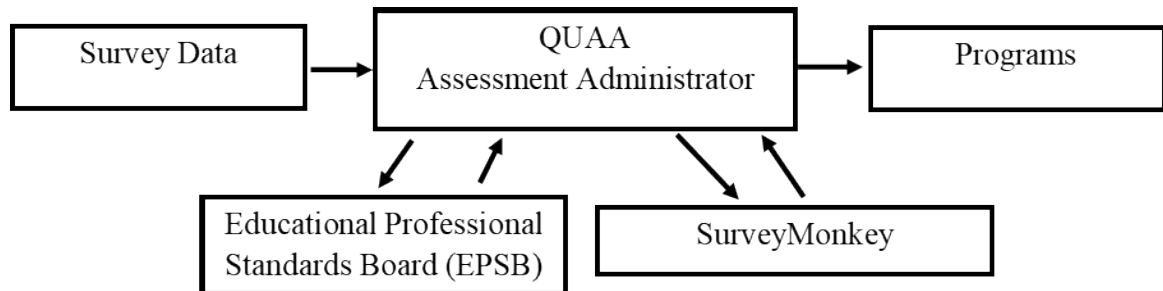 Survey Data
QUAA
Assessment Administrator
Programs
Educational Professional
Standards Board (EPSB)
SurveyMonkey